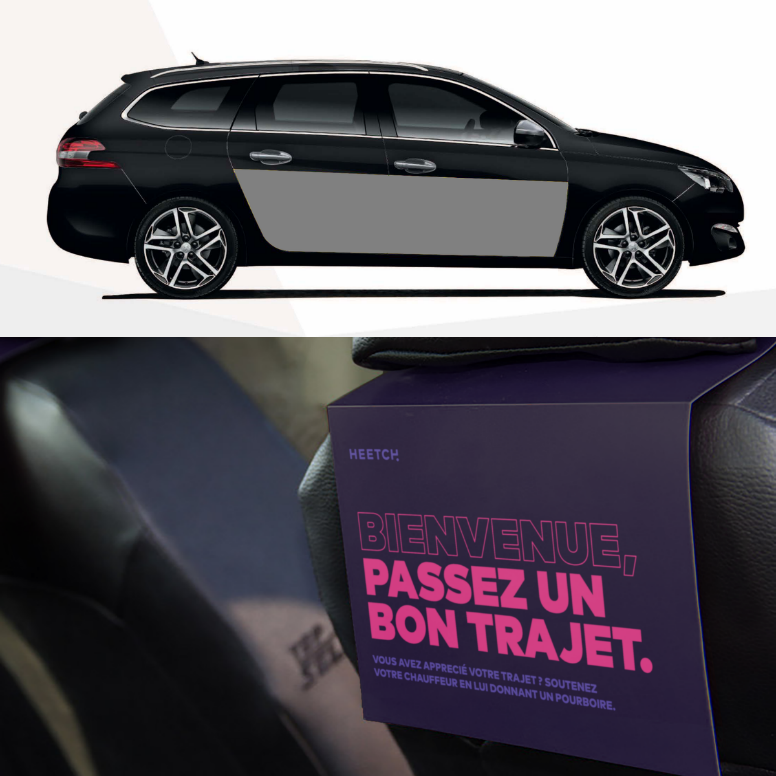 HEETCH
BIENVENUE,
PASSEZ UN
BON TRAJET.
VOUS AVEZ APPRECIÉ VOTRE TRAJET ? SOUTENEZ
VOTRE CHAUFFEUR EN LUI DONNANT UN POURBOIRE.